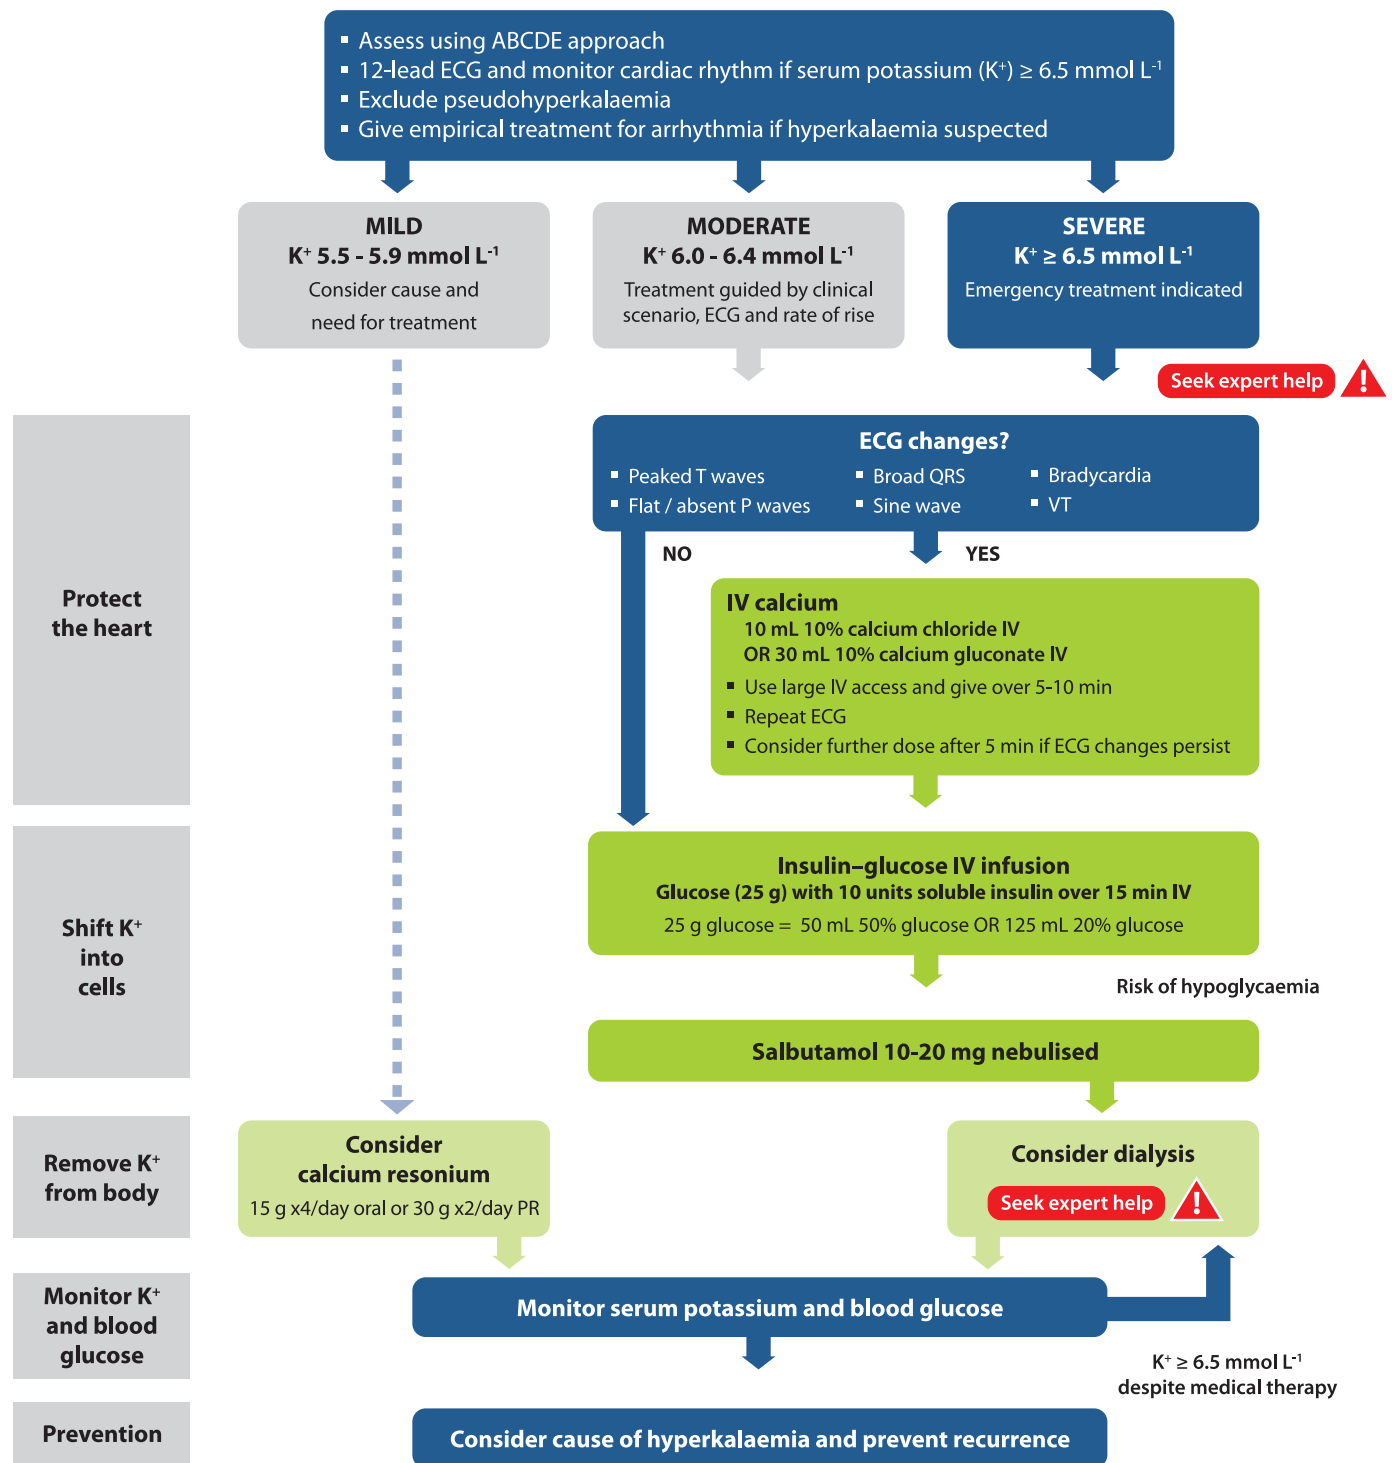 ▪ Assess using ABCDE approach
▪ 12-lead ECG and monitor cardiac rhythm if serum potassium (K⁺) ≥ 6.5 mmol L⁻¹
▪ Exclude pseudohyperkalaemia
▪ Give empirical treatment for arrhythmia if hyperkalaemia suspected
MILD
K⁺ 5.5 - 5.9 mmol L⁻¹
Consider cause and
need for treatment
MODERATE
K⁺ 6.0 - 6.4 mmol L⁻¹
Treatment guided by clinical
scenario, ECG and rate of rise
SEVERE
K⁺ ≥ 6.5 mmol L⁻¹
Emergency treatment indicated
Seek expert help !
Protect
the heart
ECG changes?
▪ Peaked T waves
▪ Flat / absent P waves
▪ Broad QRS
▪ Sine wave
▪ Bradycardia
▪ VT
NO
YES
IV calcium
10 mL 10% calcium chloride IV
OR 30 mL 10% calcium gluconate IV
▪ Use large IV access and give over 5-10 min
▪ Repeat ECG
▪ Consider further dose after 5 min if ECG changes persist
Shift K⁺
into
cells
Insulin–glucose IV infusion
Glucose (25 g) with 10 units soluble insulin over 15 min IV
25 g glucose = 50 mL 50% glucose OR 125 mL 20% glucose
Risk of hypoglycaemia
Salbutamol 10-20 mg nebulised
Remove K⁺
from body
Consider
calcium resonium
15 g x4/day oral or 30 g x2/day PR
Consider dialysis
Seek expert help !
Monitor K⁺
and blood
glucose
Monitor serum potassium and blood glucose
K⁺ ≥ 6.5 mmol L⁻¹
despite medical therapy
Prevention
Consider cause of hyperkalaemia and prevent recurrence